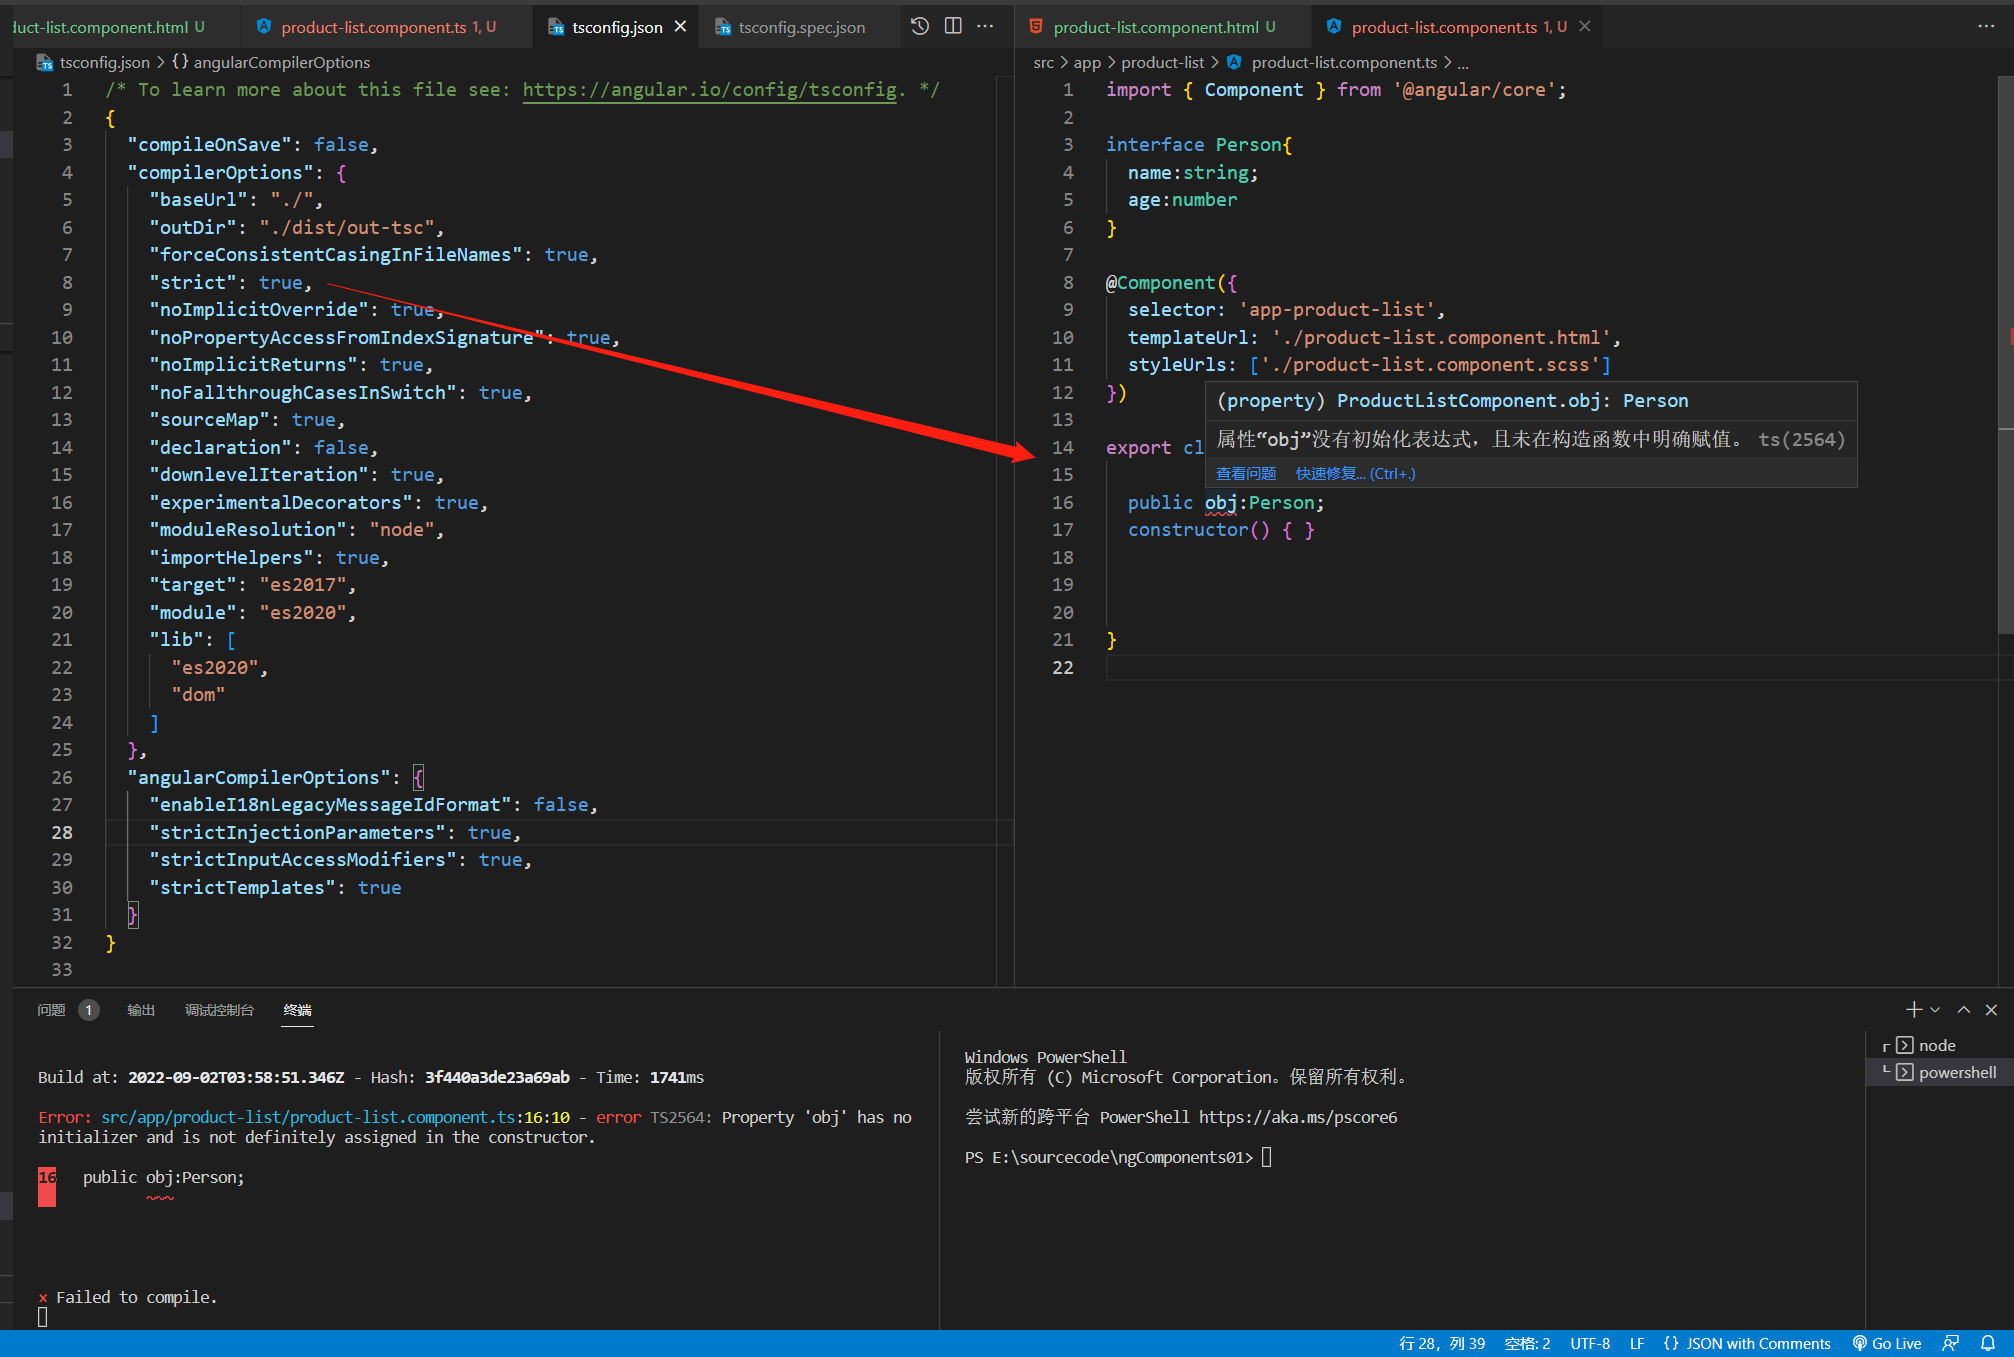 duct-list.component.html U
product-list.component.ts 1, U
tsconfig.json
tsconfig.spec.json
tsconfig.json > {} angularCompilerOptions
1 /* To learn more about this file see: https://angular.io/config/tsconfig. */
2 {
3 "compileOnSave": false,
4 "compilerOptions": {
5 "baseUrl": "./",
6 "outDir": "./dist/out-tsc",
7 "forceConsistentCasingInFileNames": true,
8 "strict": true,
9 "noImplicitOverride": true,
10 "noPropertyAccessFromIndexSignature": true,
11 "noImplicitReturns": true,
12 "noFallthroughCasesInSwitch": true,
13 "sourceMap": true,
14 "declaration": false,
15 "downlevelIteration": true,
16 "experimentalDecorators": true,
17 "moduleResolution": "node",
18 "importHelpers": true,
19 "target": "es2017",
20 "module": "es2020",
21 "lib": [
22 "es2020",
23 "dom"
24 ]
25 },
26 "angularCompilerOptions": {
27 "enableI18nLegacyMessageIdFormat": false,
28 "strictInjectionParameters": true,
29 "strictInputAccessModifiers": true,
30 "strictTemplates": true
31 }
32 }
33
product-list.component.html U
product-list.component.ts 1, U
src > app > product-list > product-list.component.ts > ...
1 import { Component } from '@angular/core';
2
3 interface Person{
4 name:string;
5 age:number
6 }
7
8 @Component({
9 selector: 'app-product-list',
10 templateUrl: './product-list.component.html',
11 styleUrls: ['./product-list.component.scss']
12 })
13
14 export cl
15
16 public obj:Person;
17 constructor() { }
18
19
20
21 }
22
(property) ProductListComponent.obj: Person
属性“obj”没有初始化表达式，且未在构造函数中明确赋值。 ts(2564)
查看问题 快速修复... (Ctrl+.)
问题 1 输出 调试控制台 终端
Build at: 2022-09-02T03:58:51.346Z - Hash: 3f440a3de23a69ab - Time: 1741ms
Error: src/app/product-list/product-list.component.ts:16:10 - error TS2564: Property 'obj' has no
initializer and is not definitely assigned in the constructor.
16 public obj:Person;
~~~
x Failed to compile.
Windows PowerShell
版权所有 (C) Microsoft Corporation。保留所有权利。
尝试新的跨平台 PowerShell https://aka.ms/pscore6
PS E:\sourcecode\ngComponents01>
node
powershell
行 28，列 39 空格: 2 UTF-8 LF {} JSON with Comments Go Live